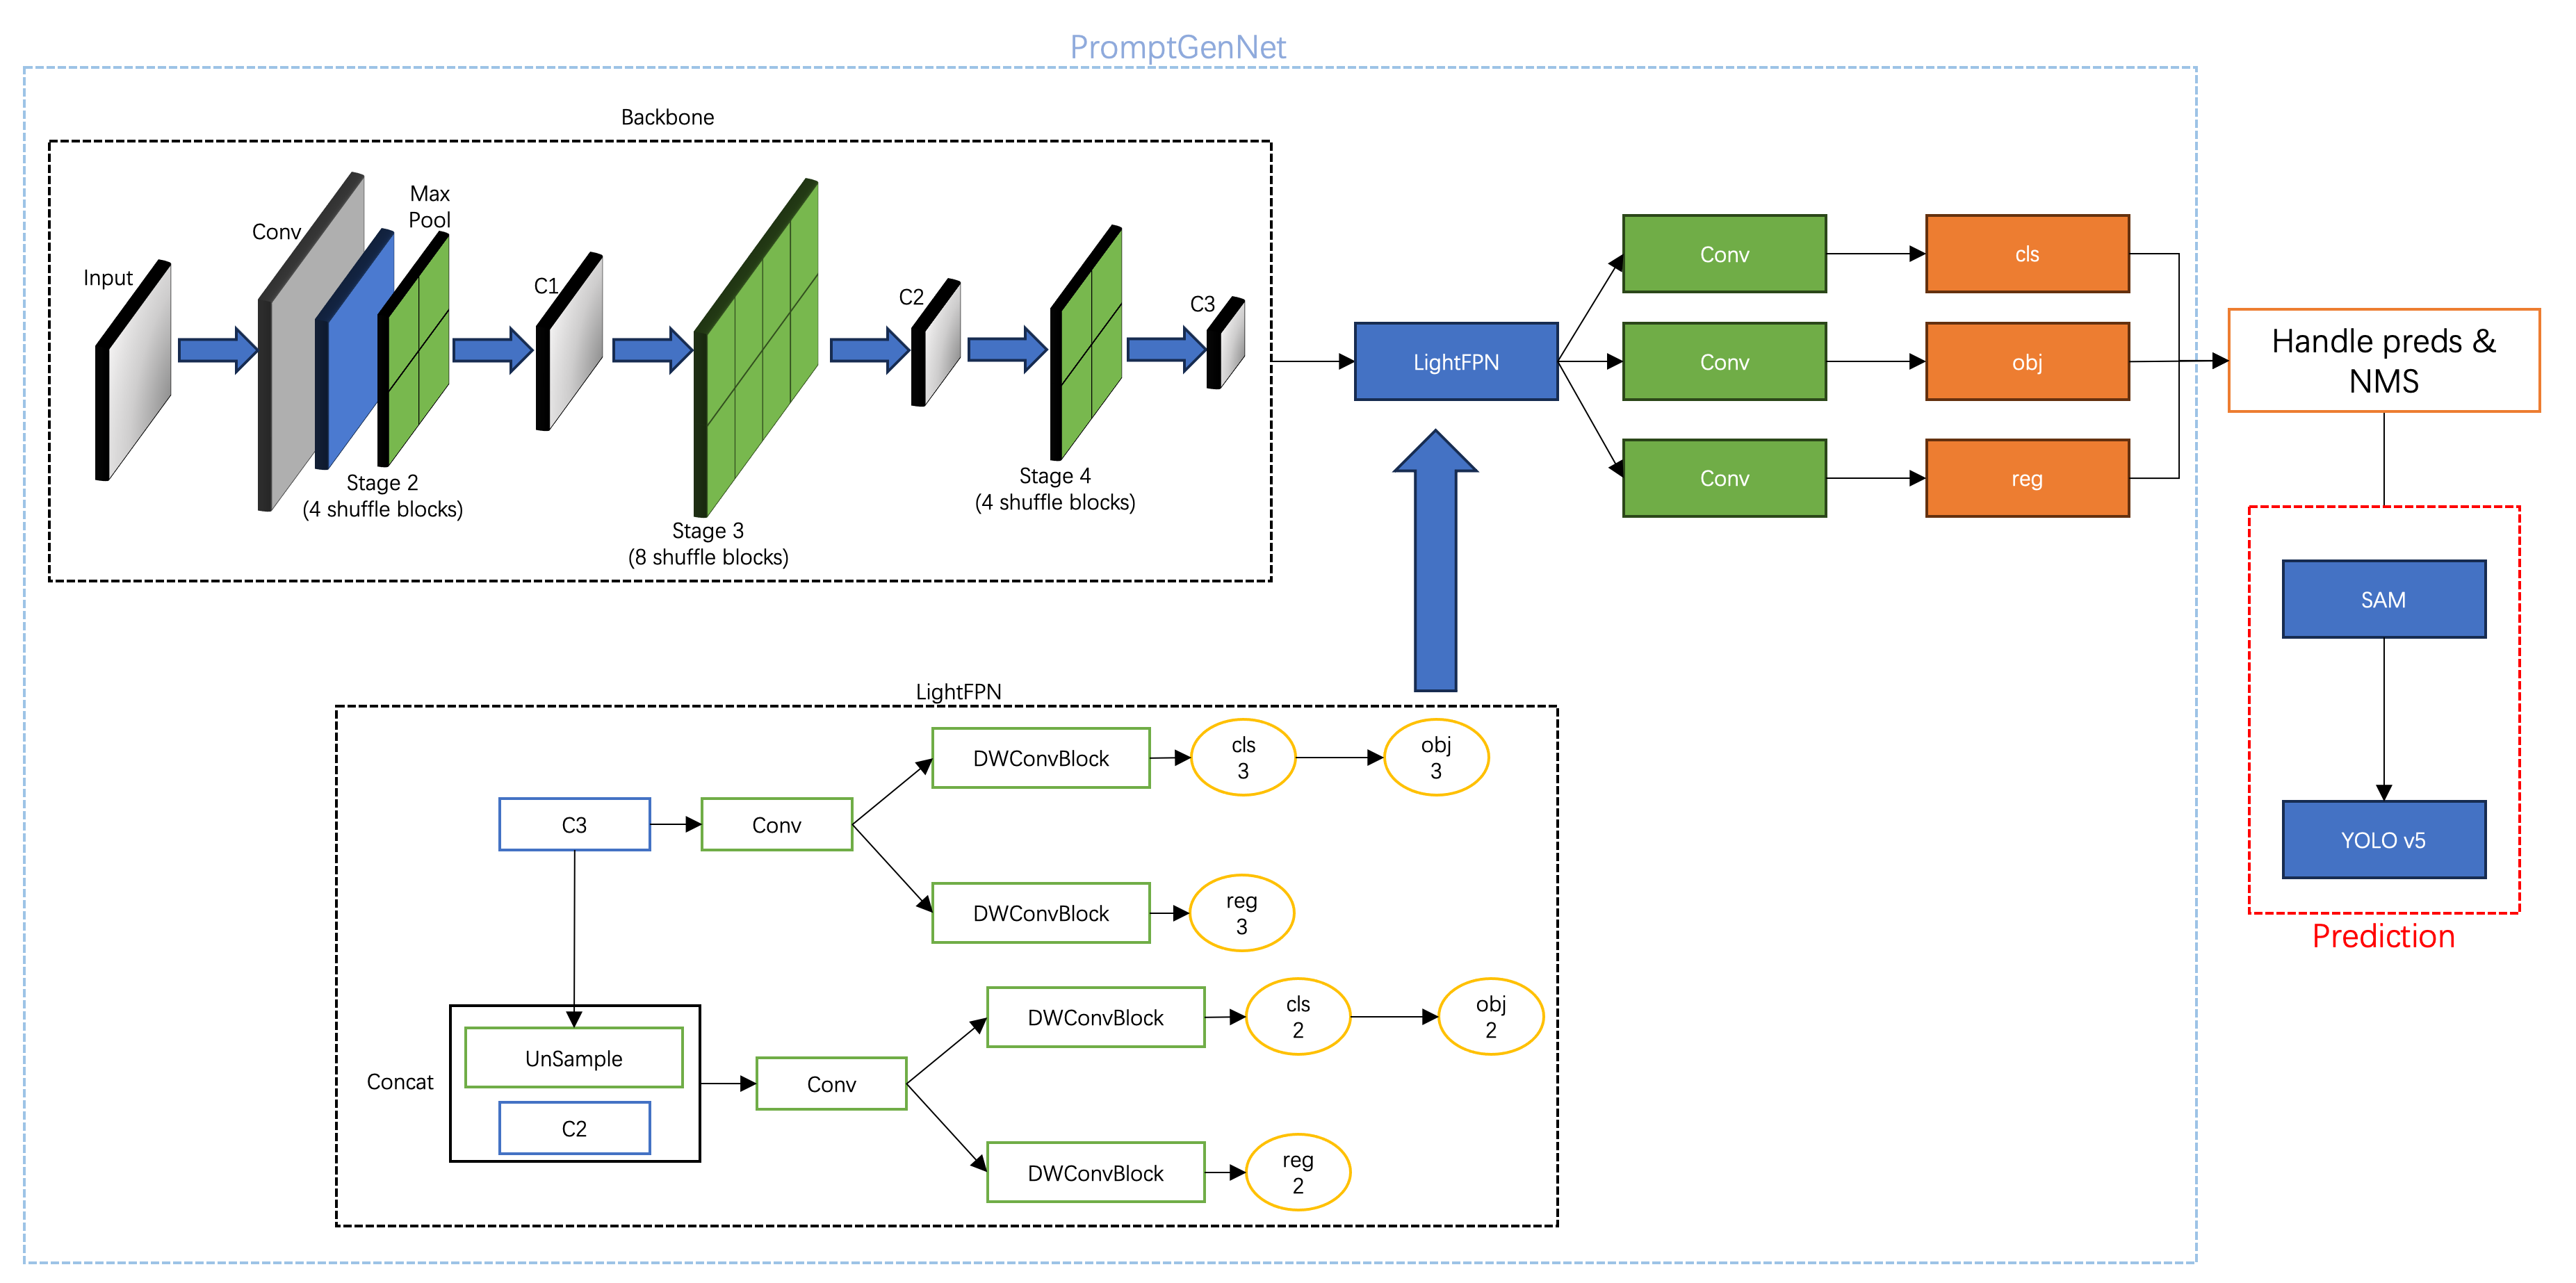 PromptGenNet
Backbone
Input
Conv
Max
Pool
Stage 2
(4 shuffle blocks)
C1
Stage 3
(8 shuffle blocks)
C2
Stage 4
(4 shuffle blocks)
C3
LightFPN
Conv
cls
Conv
obj
Conv
reg
Handle preds &
NMS
SAM
YOLO v5
Prediction
LightFPN
C3
Conv
DWConvBlock
cls
3
obj
3
DWConvBlock
reg
3
Concat
UnSample
C2
Conv
DWConvBlock
cls
2
obj
2
DWConvBlock
reg
2